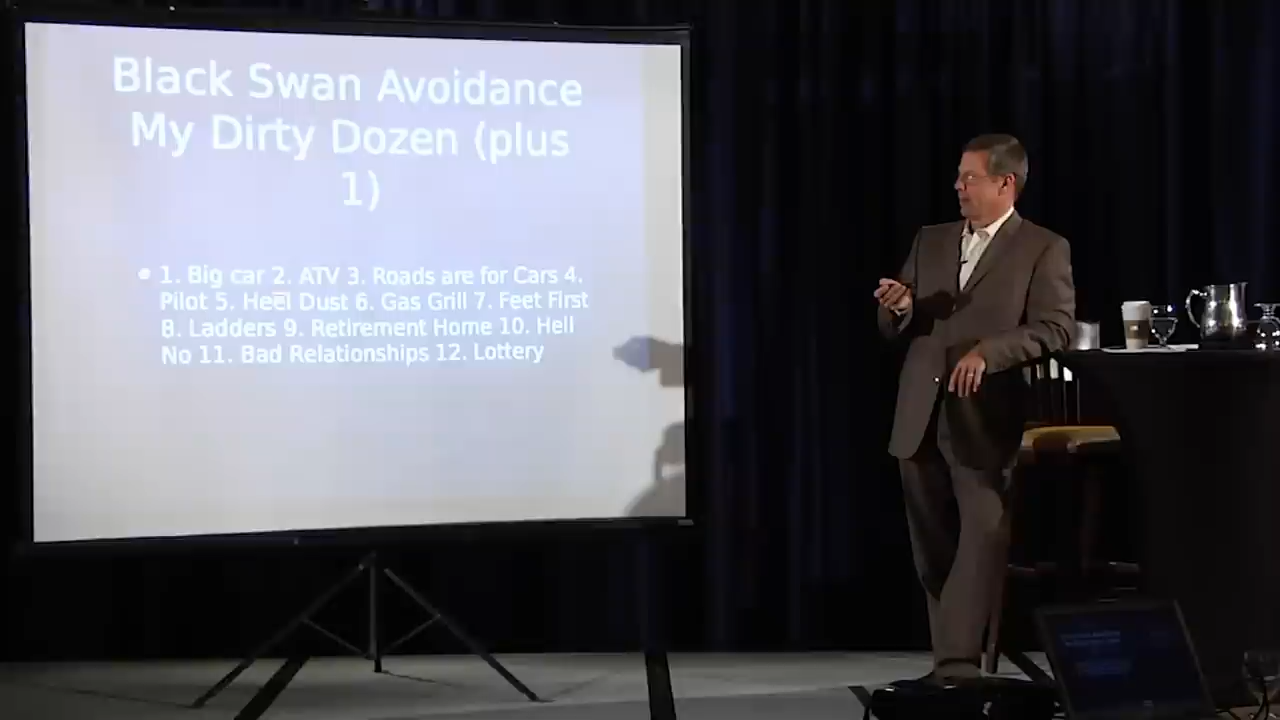 Black Swan Avoidance
My Dirty Dozen (plus
1)
• 1. Big car 2. ATV 3. Roads are for Cars 4.
Pilot 5. Heel Dust 6. Gas Grill 7. Feet First
8. Ladders 9. Retirement Home 10. Hell
No 11. Bad Relationships 12. Lottery